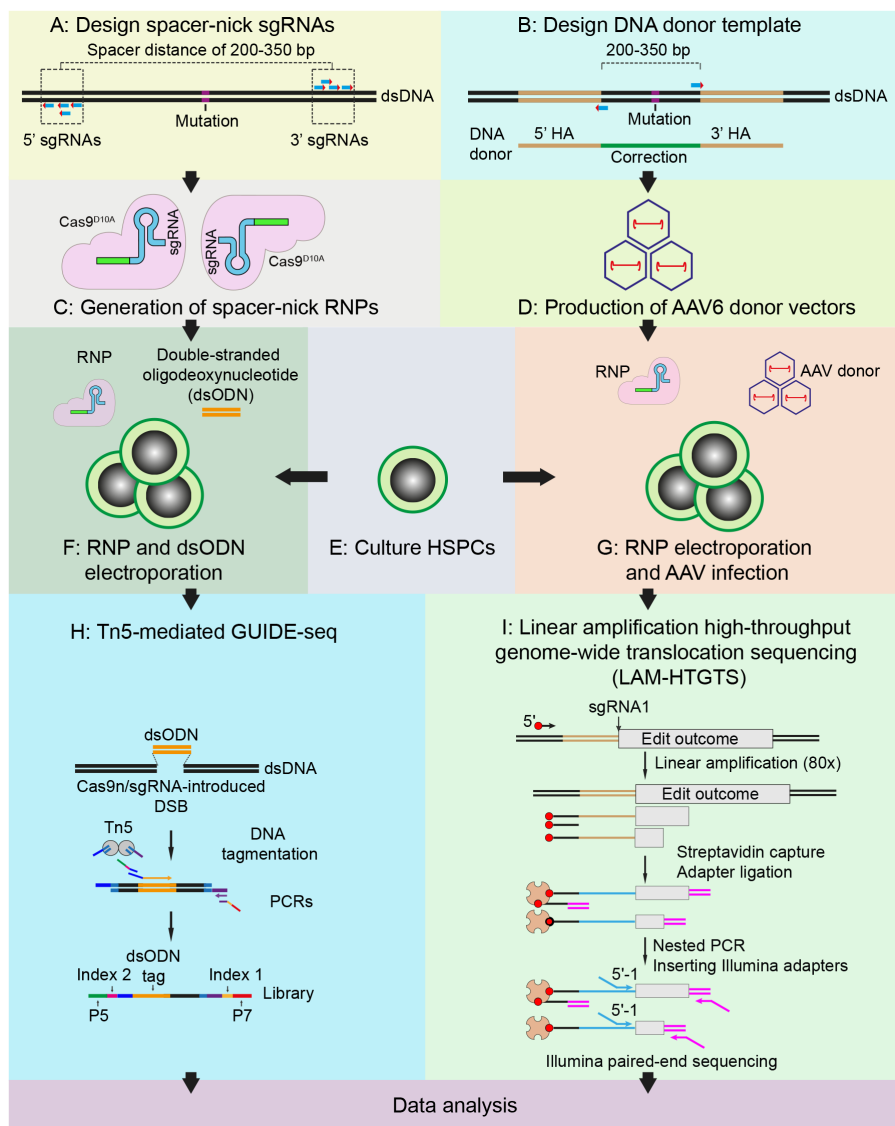 A: Design spacer-nick sgRNAs
Spacer distance of 200-350 bp
dsDNA
Mutation
5' sgRNAs
3' sgRNAs
B: Design DNA donor template
200-350 bp
dsDNA
Mutation
DNA
donor
5' HA
3' HA
Correction
Cas9D10A
sgRNA
sgRNA
Cas9D10A
C: Generation of spacer-nick RNPs
D: Production of AAV6 donor vectors
RNP
Double-stranded
oligodeoxynucleotide
(dsODN)
F: RNP and dsODN
electroporation
E: Culture HSPCs
RNP
AAV donor
G: RNP electroporation
and AAV infection
H: Tn5-mediated GUIDE-seq
dsODN
dsDNA
Cas9n/sgRNA-introduced
DSB
Tn5
DNA
tagmentation
PCRs
dsODN
tag
Index 2
Index 1
Library
P5
P7
I: Linear amplification high-throughput
genome-wide translocation sequencing
(LAM-HTGTS)
sgRNA1
5'
Edit outcome
Linear amplification (80x)
Edit outcome
Streptavidin capture
Adapter ligation
Nested PCR
Inserting Illumina adapters
5'-1
5'-1
Illumina paired-end sequencing
Data analysis